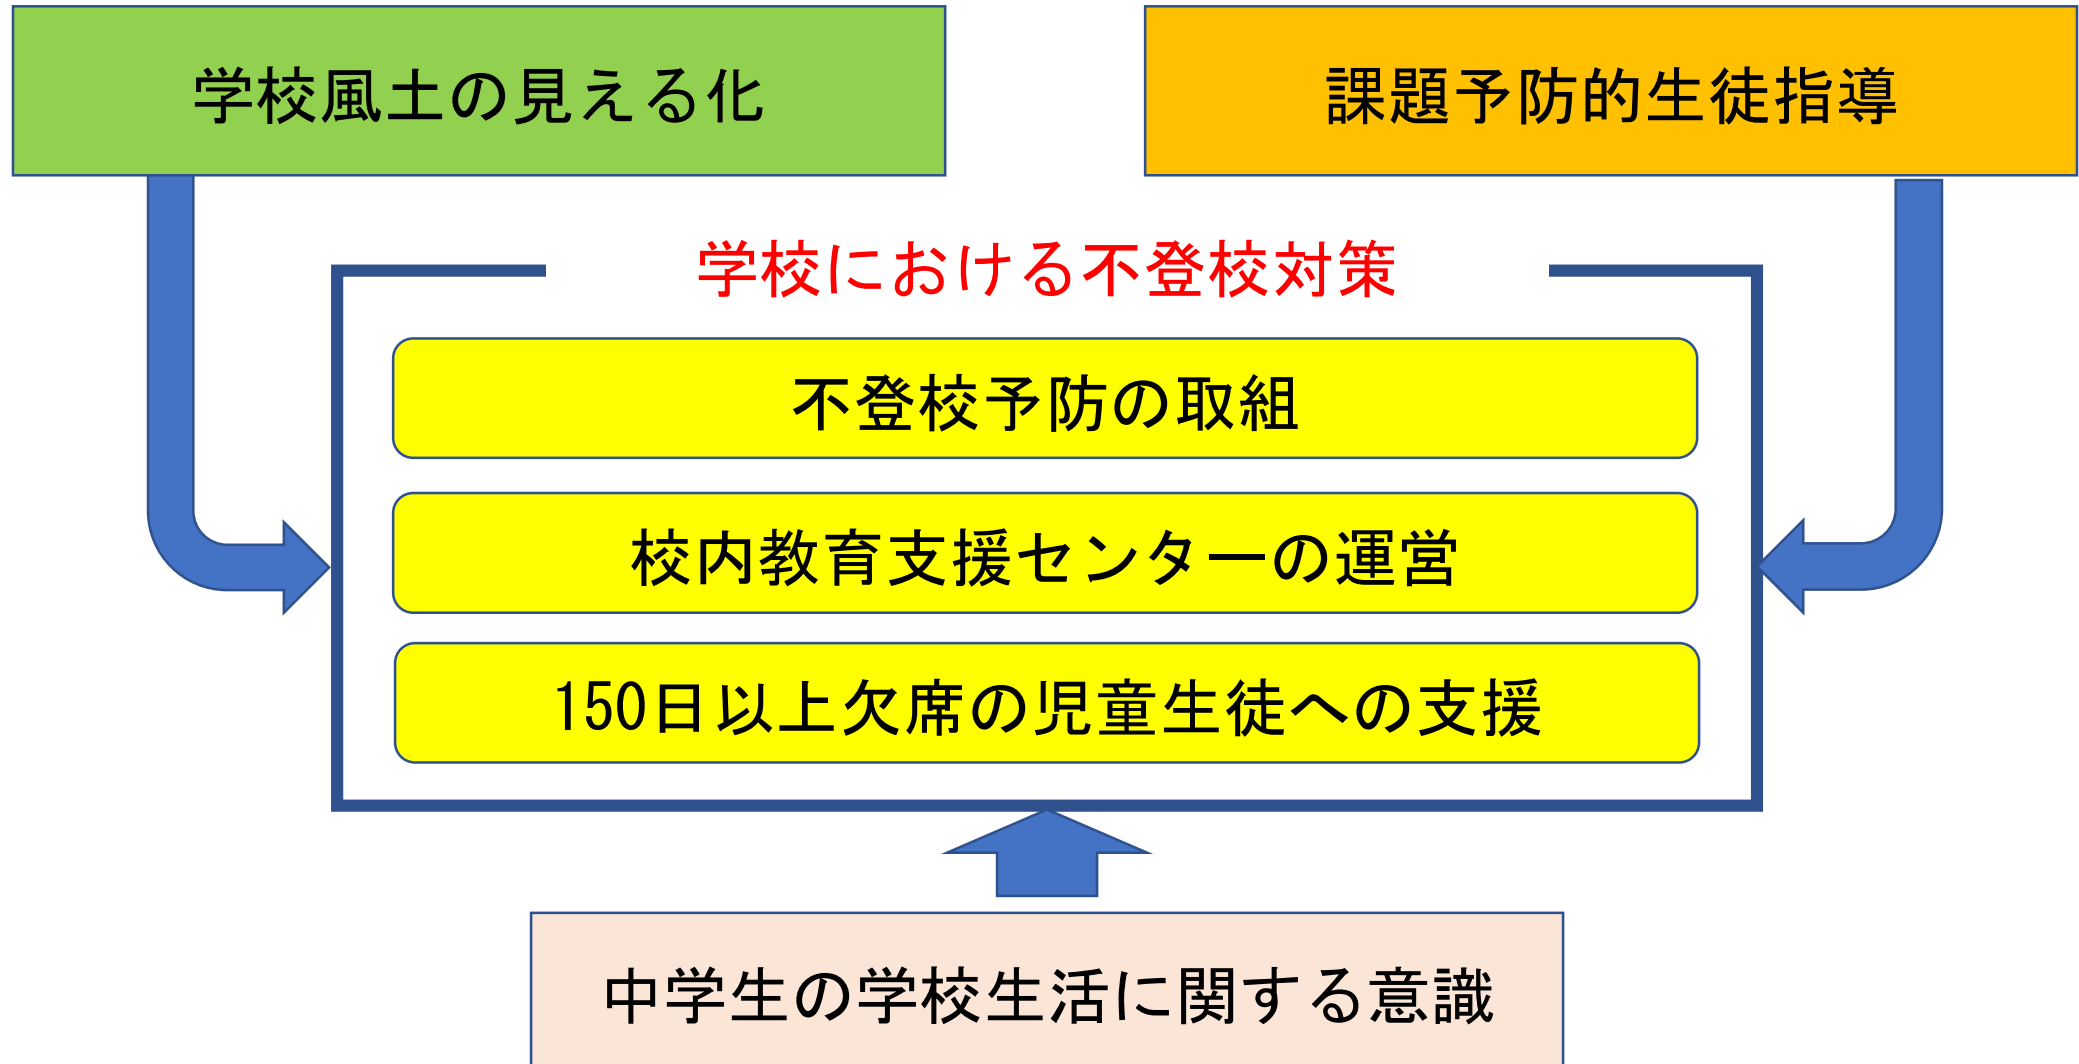 学校風土の見える化
課題予防的生徒指導
学校における不登校対策
不登校予防の取組
校内教育支援センターの運営
150日以上欠席の児童生徒への支援
中学生の学校生活に関する意識